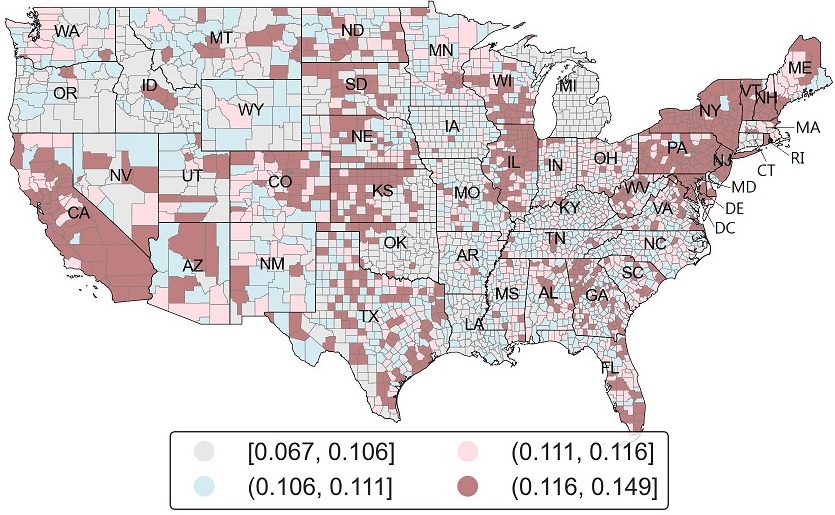 WA
MT
ND
MN
ME
OR
ID
SD
WI
MI
VT
NH
WY
NY
MA
NE
IA
PA
RI
NV
UT
CO
IL
IN
OH
NJ
CT
CA
KS
MO
WV
MD
KY
VA
DE
DC
AZ
NM
OK
TN
NC
AR
SC
TX
MS
AL
GA
LA
FL
[0.067, 0.106] (0.111, 0.116]
(0.106, 0.111] (0.116, 0.149]